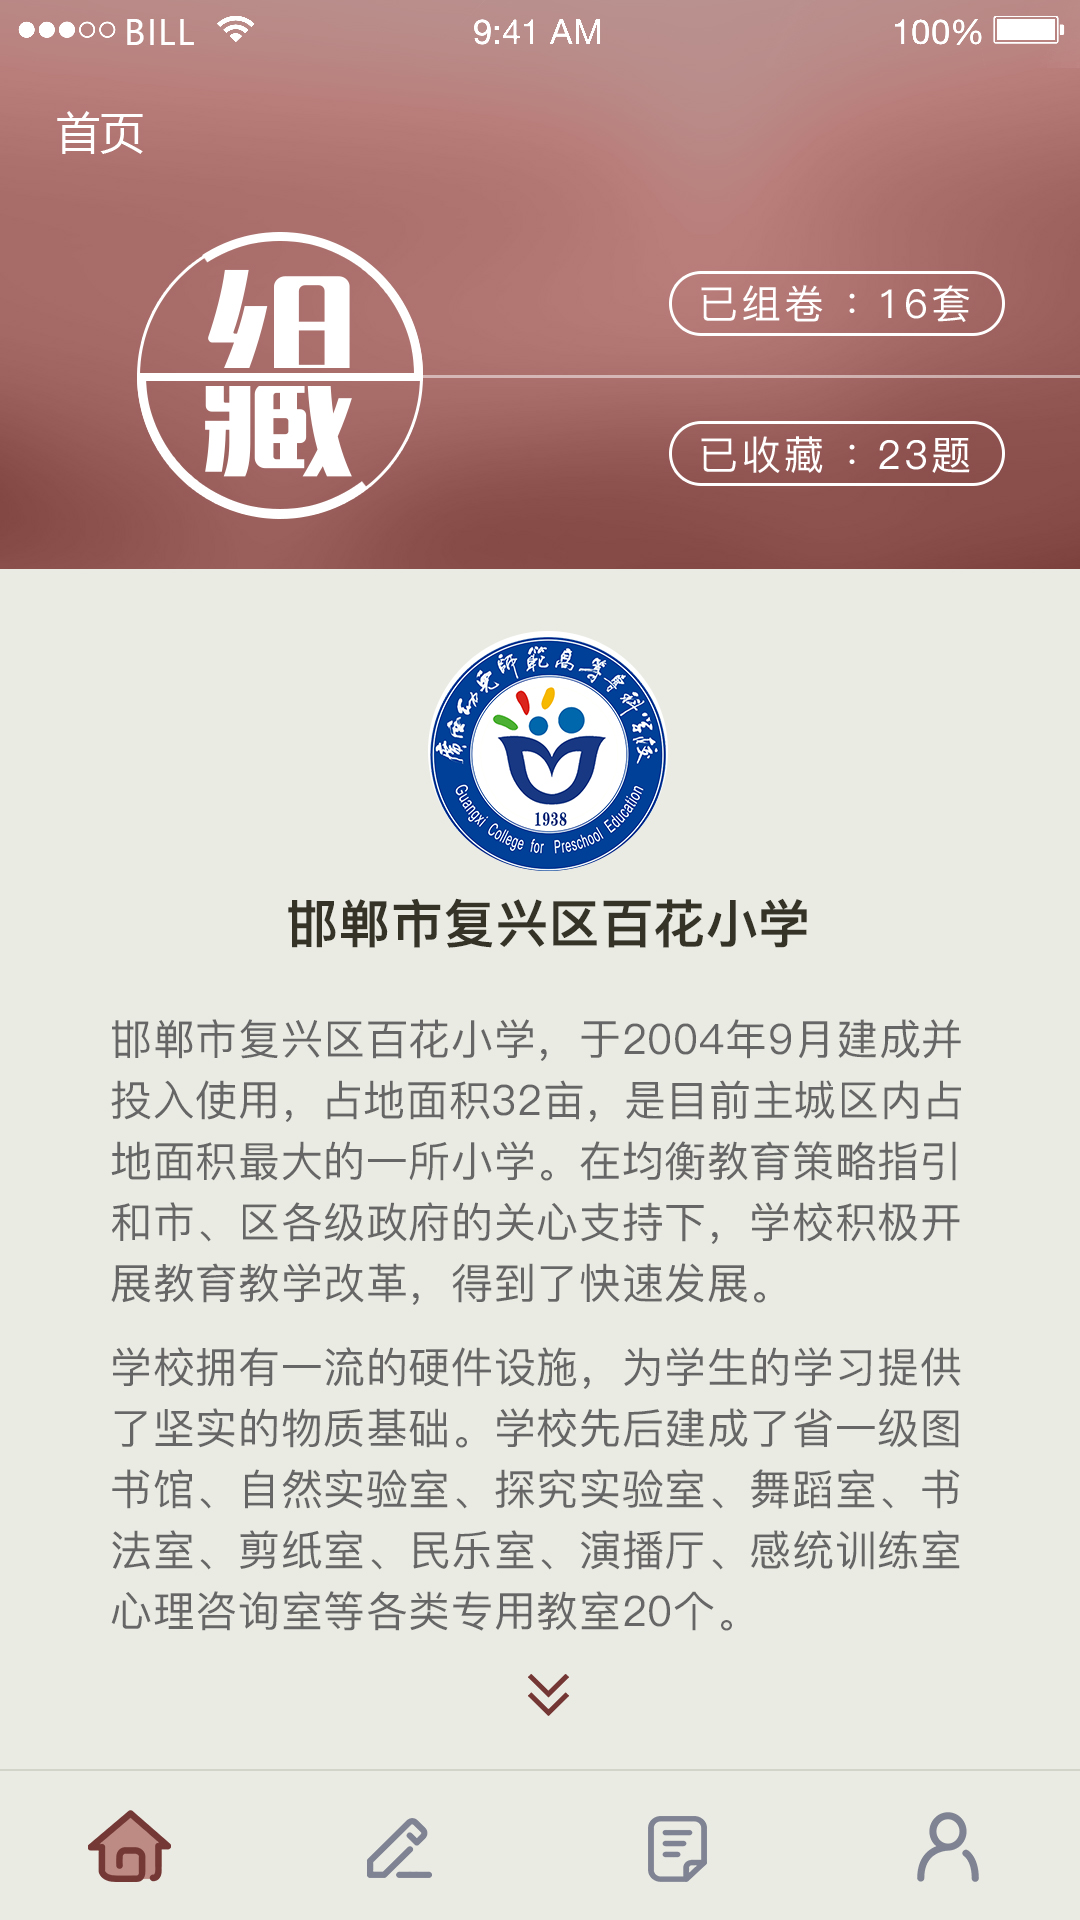 BILL 9:41 AM 100%
首页
组
藏
已组卷：16套
已收藏：23题
廣西幼兒師範高等專科学校
1938
Guangxi College for Preschool Education
邯郸市复兴区百花小学
邯郸市复兴区百花小学，于2004年9月建成并
投入使用，占地面积32亩，是目前主城区内占
地面积最大的一所小学。在均衡教育策略指引
和市、区各级政府的关心支持下，学校积极开
展教育教学改革，得到了快速发展。
学校拥有一流的硬件设施，为学生的学习提供
了坚实的物质基础。学校先后建成了省一级图
书馆、自然实验室、探究实验室、舞蹈室、书
法室、剪纸室、民乐室、演播厅、感统训练室
心理咨询室等各类专用教室20个。